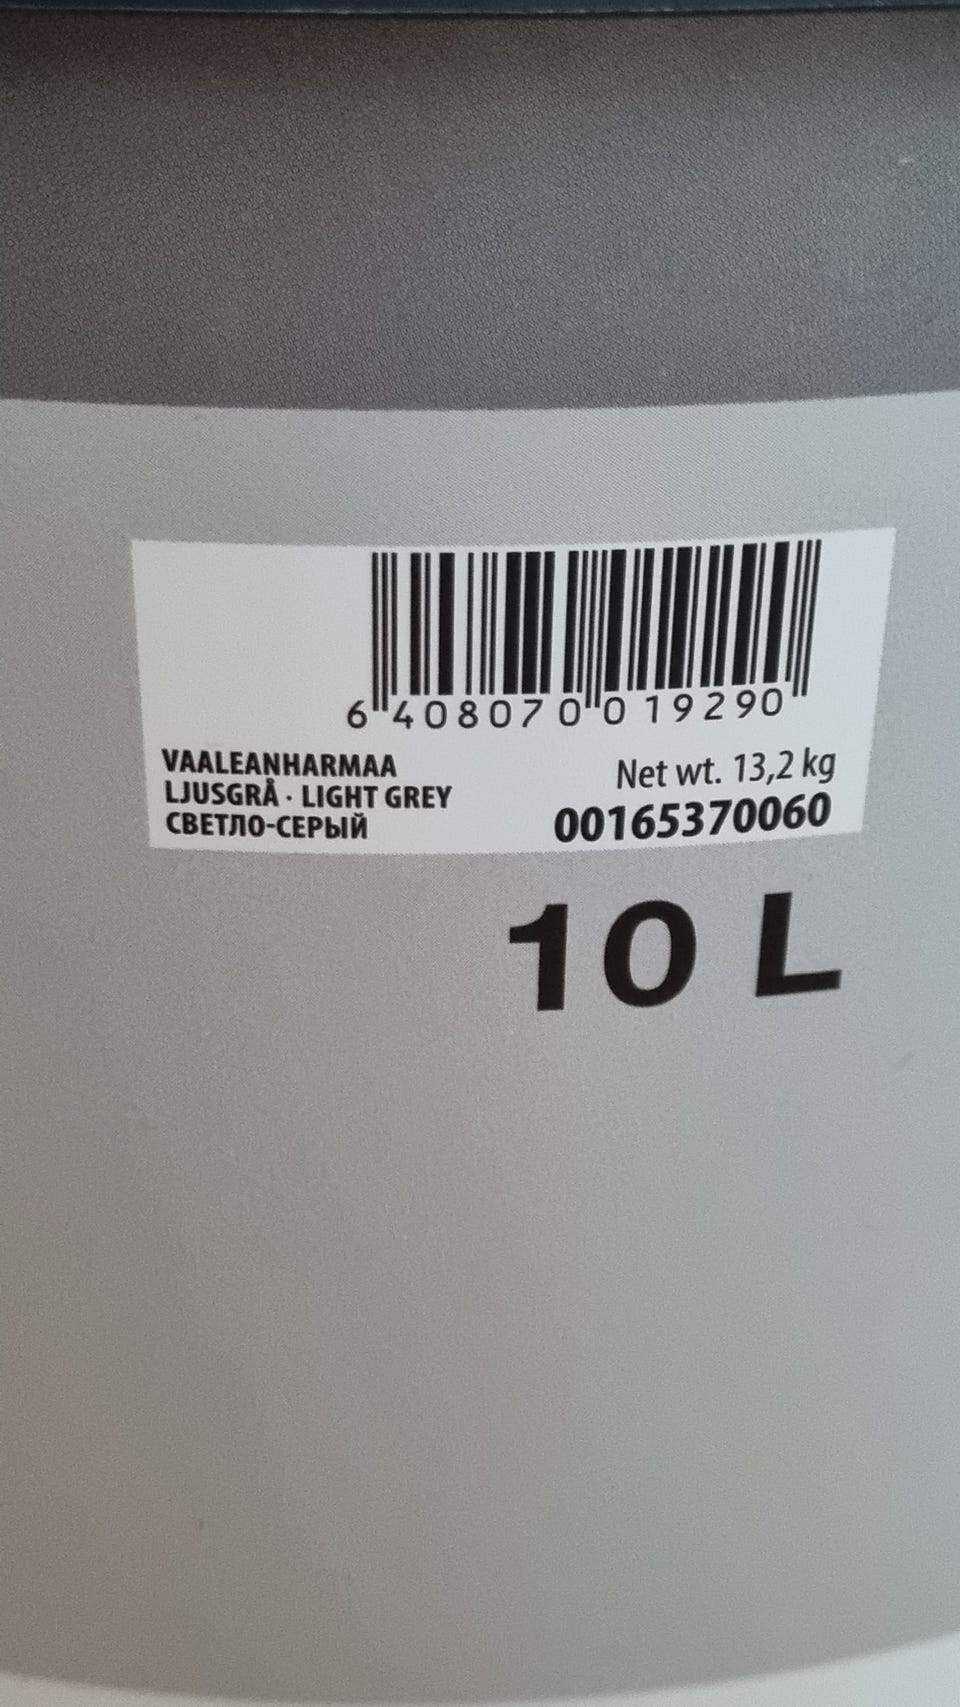 6 408070 019290
VAALEANHARMAA
LJUSGRÅ · LIGHT GREY
СВЕТЛО-СЕРЫЙ
Net wt. 13,2 kg
00165370060
10 L